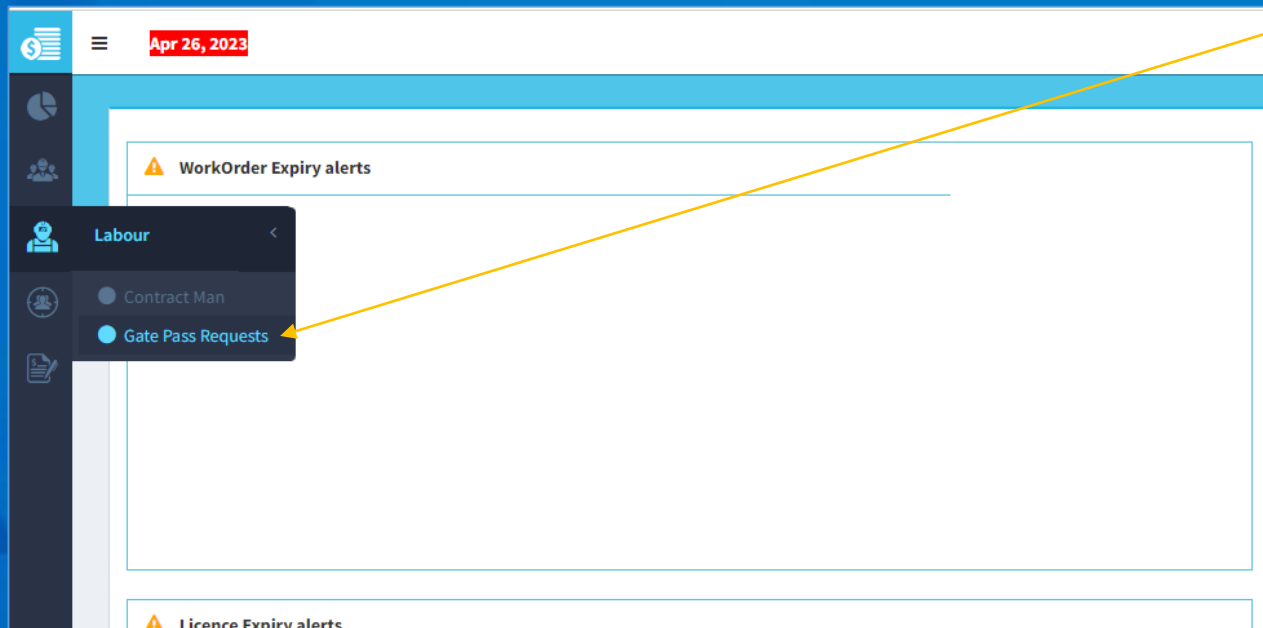 Apr 26, 2023
WorkOrder Expiry alerts
Labour
Contract Man
Gate Pass Requests
Licence Expiry alerts